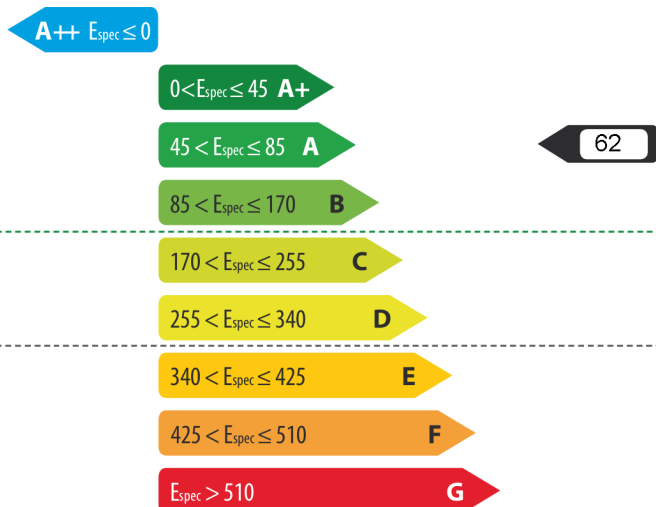 A++ Espec ≤ 0
0<Espec ≤ 45 A+
45 < Espec ≤ 85 A
62
85 < Espec ≤ 170 B
170 < Espec ≤ 255 C
255 < Espec ≤ 340 D
340 < Espec ≤ 425 E
425 < Espec ≤ 510 F
Espec > 510 G